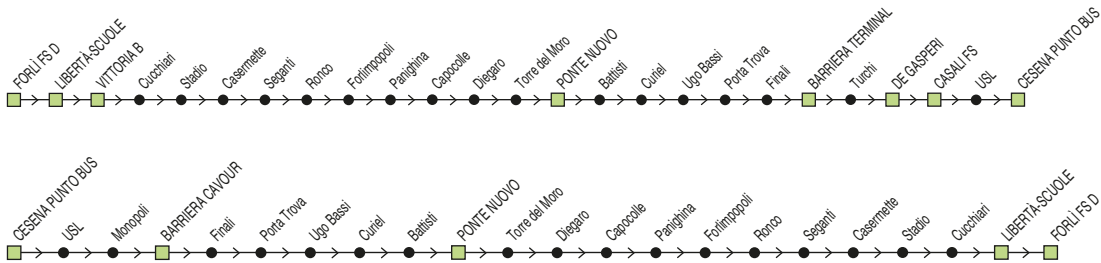 FORLÌ FS D
LIBERTÀ-SCUOLE
VITTORIA B
Cucchiari
Stadio
Casermette
Seganti
Ronco
Forlimpopoli
Panighina
Capocolle
Diegaro
Torre del Moro
PONTE NUOVO
Battisti
Curiel
Ugo Bassi
Porta Trova
Finali
BARRIERA TERMINAL
Turchi
DE GASPERI
CASALI FS
USL
CESENA PUNTO BUS
CESENA PUNTO BUS
USL
Monopoli
BARRIERA CAVOUR
Finali
Porta Trova
Ugo Bassi
Curiel
Battisti
PONTE NUOVO
Torre del Moro
Diegaro
Capocolle
Panighina
Forlimpopoli
Ronco
Seganti
Casermette
Stadio
Cucchiari
LIBERTÀ-SCUOLE
FORLÌ FS D